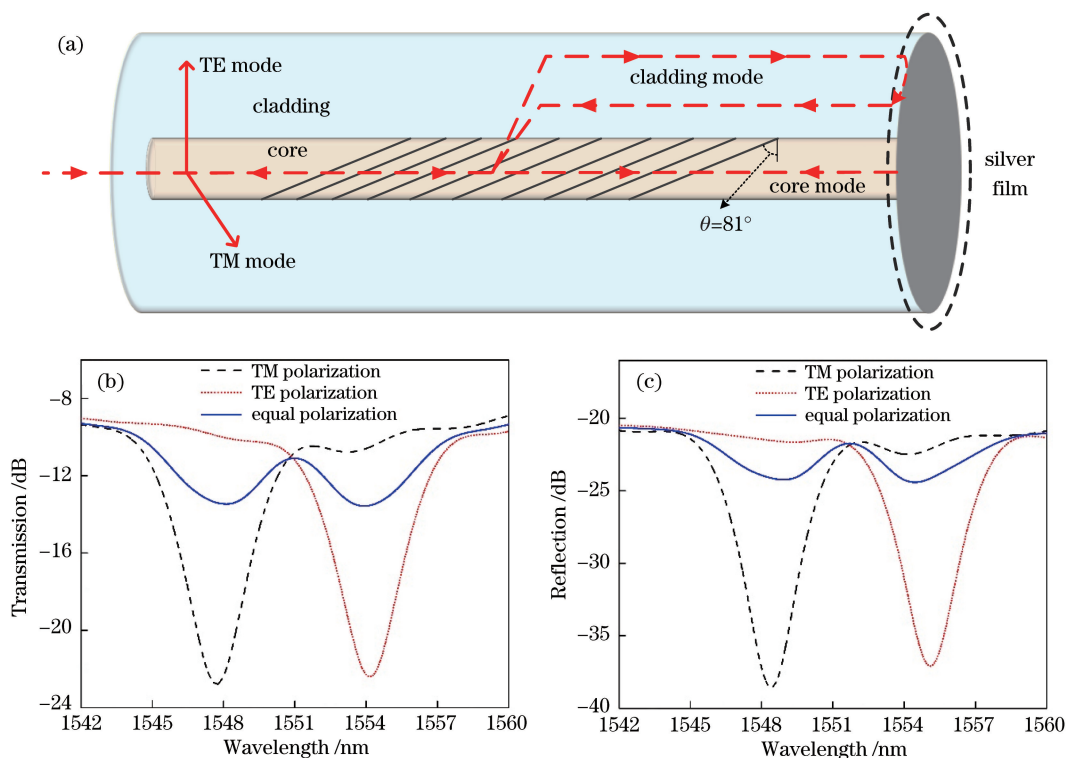 (a)
TE mode
cladding
cladding mode
core
core mode
silver
film
θ=81°
TM mode
(b)
TM polarization
TE polarization
equal polarization
−8
−12
−16
−20
−24
Transmission /dB
1542 1545 1548 1551 1554 1557 1560
Wavelength /nm
(c)
TM polarization
TE polarization
equal polarization
−20
−25
−30
−35
−40
Reflection /dB
1542 1545 1548 1551 1554 1557 1560
Wavelength /nm